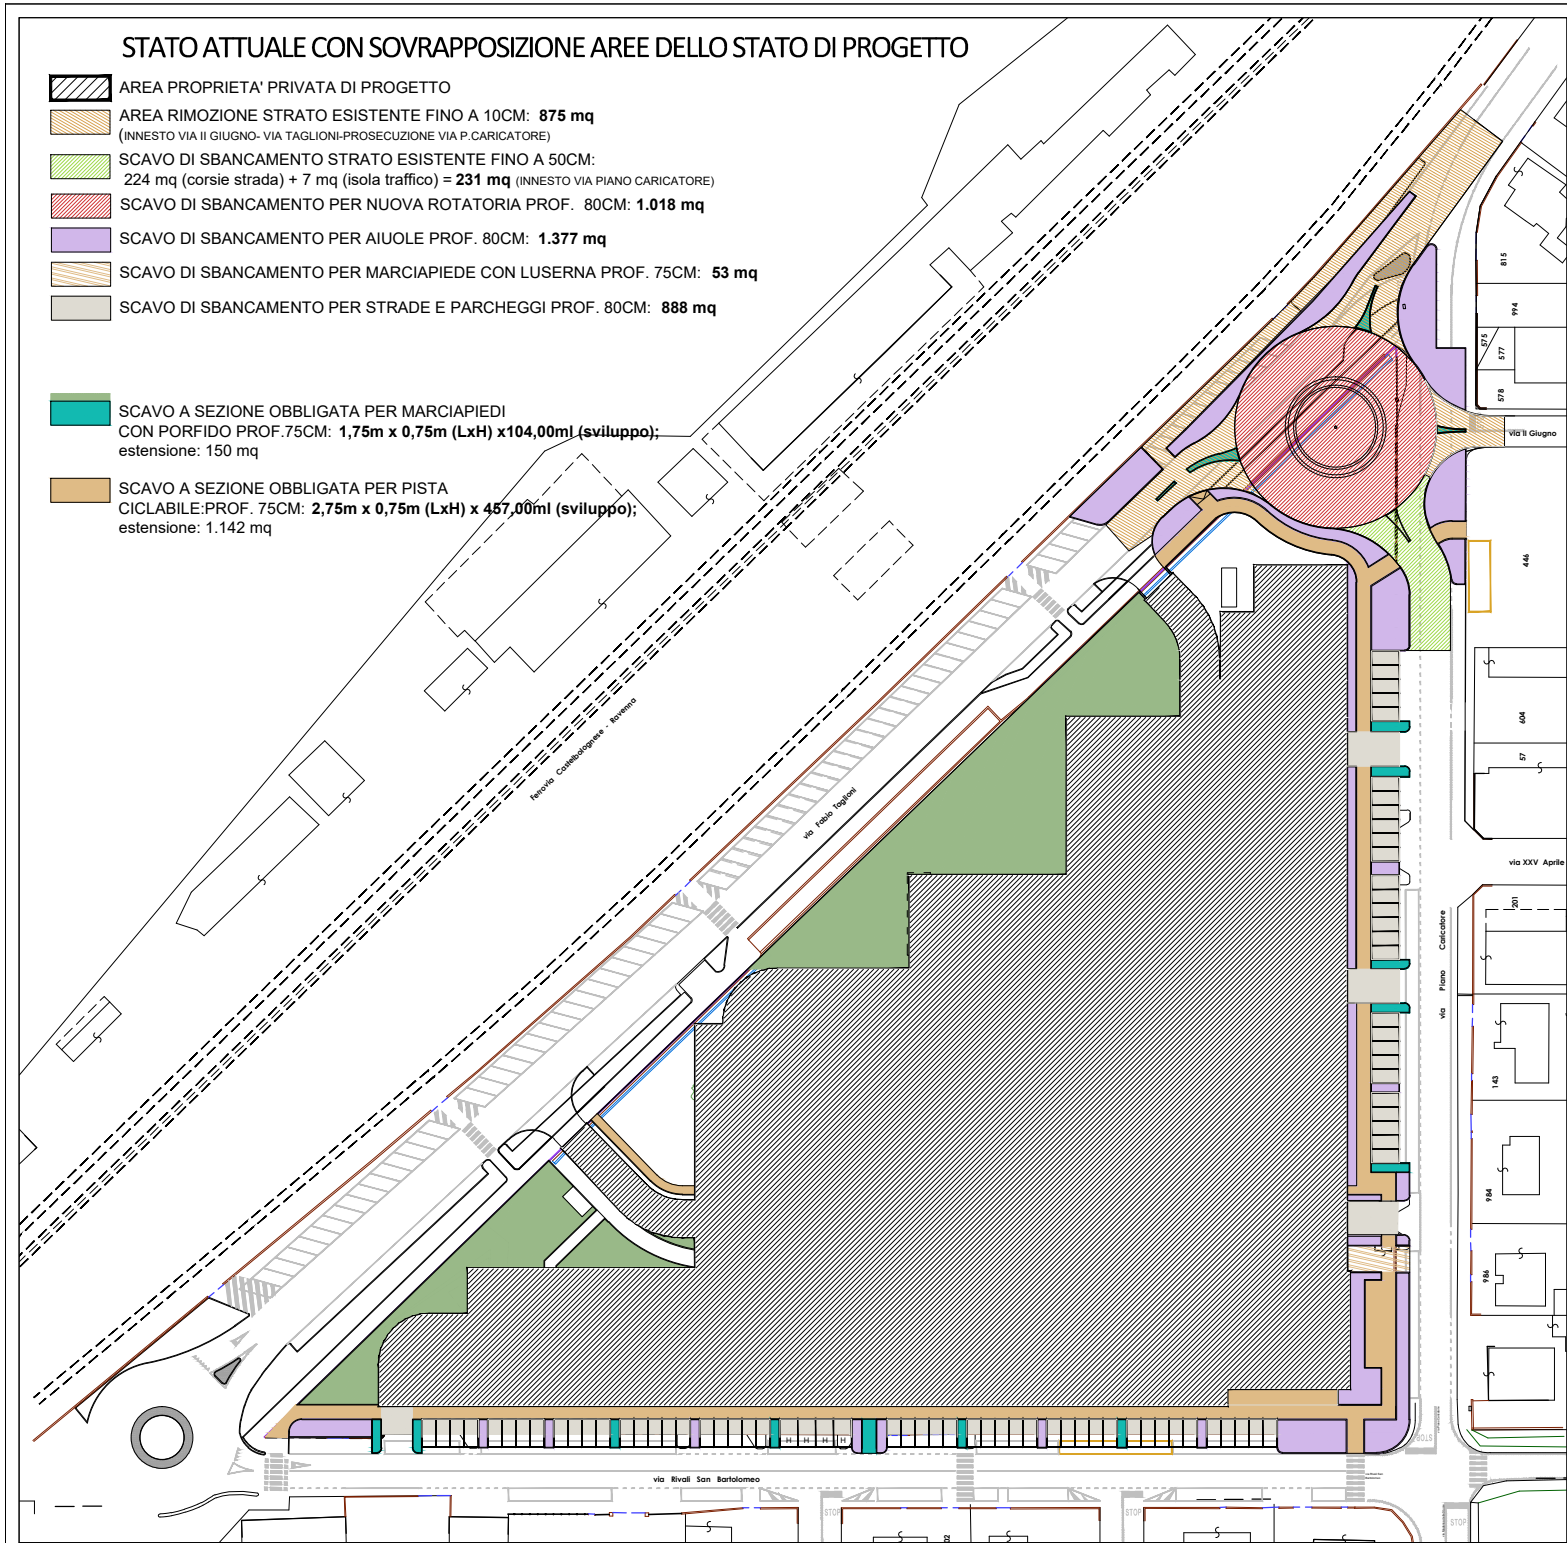 STATO ATTUALE CON SOVRAPPOSIZIONE AREE DELLO STATO DI PROGETTO
AREA PROPRIETA' PRIVATA DI PROGETTO
AREA RIMOZIONE STRATO ESISTENTE FINO A 10CM: 875 mq
(INNESTO VIA II GIUGNO- VIA TAGLIONI-PROSECUZIONE VIA P.CARICATORE)
SCAVO DI SBANCAMENTO STRATO ESISTENTE FINO A 50CM:
224 mq (corsie strada) + 7 mq (isola traffico) = 231 mq (INNESTO VIA PIANO CARICATORE)
SCAVO DI SBANCAMENTO PER NUOVA ROTATORIA PROF. 80CM: 1.018 mq
SCAVO DI SBANCAMENTO PER AIUOLE PROF. 80CM: 1.377 mq
SCAVO DI SBANCAMENTO PER MARCIAPIEDE CON LUSERNA PROF. 75CM: 53 mq
SCAVO DI SBANCAMENTO PER STRADE E PARCHEGGI PROF. 80CM: 888 mq
SCAVO A SEZIONE OBBLIGATA PER MARCIAPIEDI
CON PORFIDO PROF.75CM: 1,75m x 0,75m (LxH) x104,00ml (sviluppo);
estensione: 150 mq
SCAVO A SEZIONE OBBLIGATA PER PISTA
CICLABILE:PROF. 75CM: 2,75m x 0,75m (LxH) x 457,00ml (sviluppo);
estensione: 1.142 mq
815
994
575
577
578
via II Giugno
446
604
57
via XXV Aprile
201
via Piano Caricatore
143
984
986
Ferrovia Castelbolognese - Ravenna
via Fabio Taglioni
H H H H
via Rivali San Bartolomeo
STOP
STOP
STOP
STOP